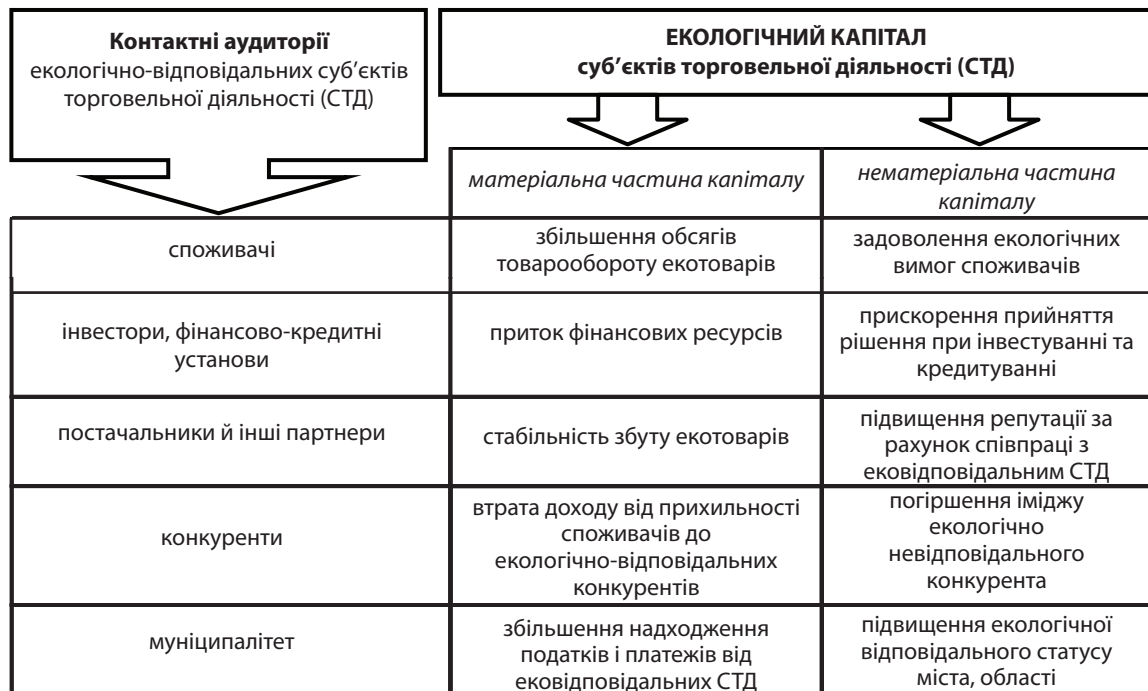 Контактні аудиторії
екологічно-відповідальних суб’єктів
торговельної діяльності (СТД)
ЕКОЛОГІЧНИЙ КАПІТАЛ
суб’єктів торговельної діяльності (СТД)
матеріальна частина капіталу
нематеріальна частина
капіталу
споживачі
збільшення обсягів
товарообороту екотоварів
задоволення екологічних
вимог споживачів
інвестори, фінансово-кредитні
установи
приток фінансових ресурсів
прискорення прийняття
рішення при інвестуванні та
кредитуванні
постачальники й інші партнери
стабільність збуту екотоварів
підвищення репутації за
рахунок співпраці з
ековідповідальним СТД
конкуренти
втрата доходу від прихильності
споживачів до
екологічно-відповідальних
конкурентів
погіршення іміджу
екологічно
невідповідального
конкурента
муніципалітет
збільшення надходження
податків і платежів від
ековідповідальних СТД
підвищення екологічної
відповідального статусу
міста, області